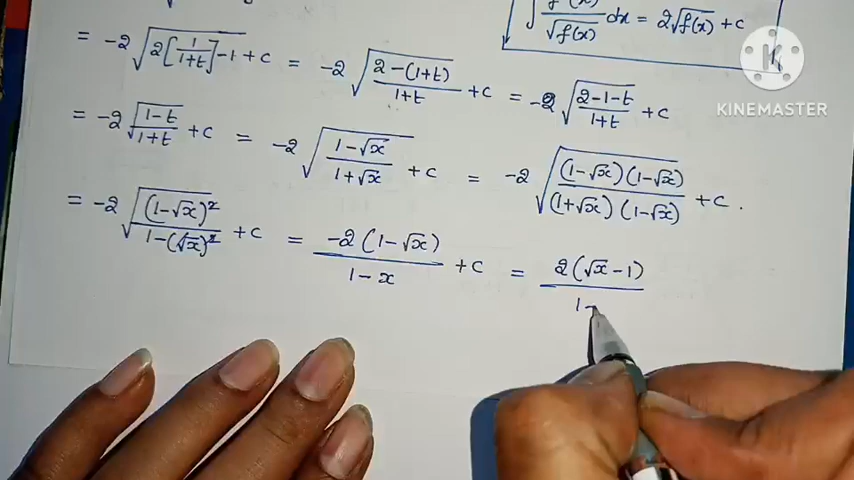 ∫ f'(x)/√f(x) dx = 2√f(x) + c
= -2 √(2[1/(1+t)] - 1) + c = -2 √((2-(1+t))/(1+t)) + c = -2 √((2-1-t)/(1+t)) + c
= -2 √((1-t)/(1+t)) + c = -2 √((1-√x)/(1+√x)) + c = -2 √((1-√x)(1-√x)/((1+√x)(1-√x))) + c .
= -2 √((1-√x)²/(1-(√x)²)) + c = -2(1-√x)/(1-x) + c = 2(√x-1)/(1-
KINEMASTER